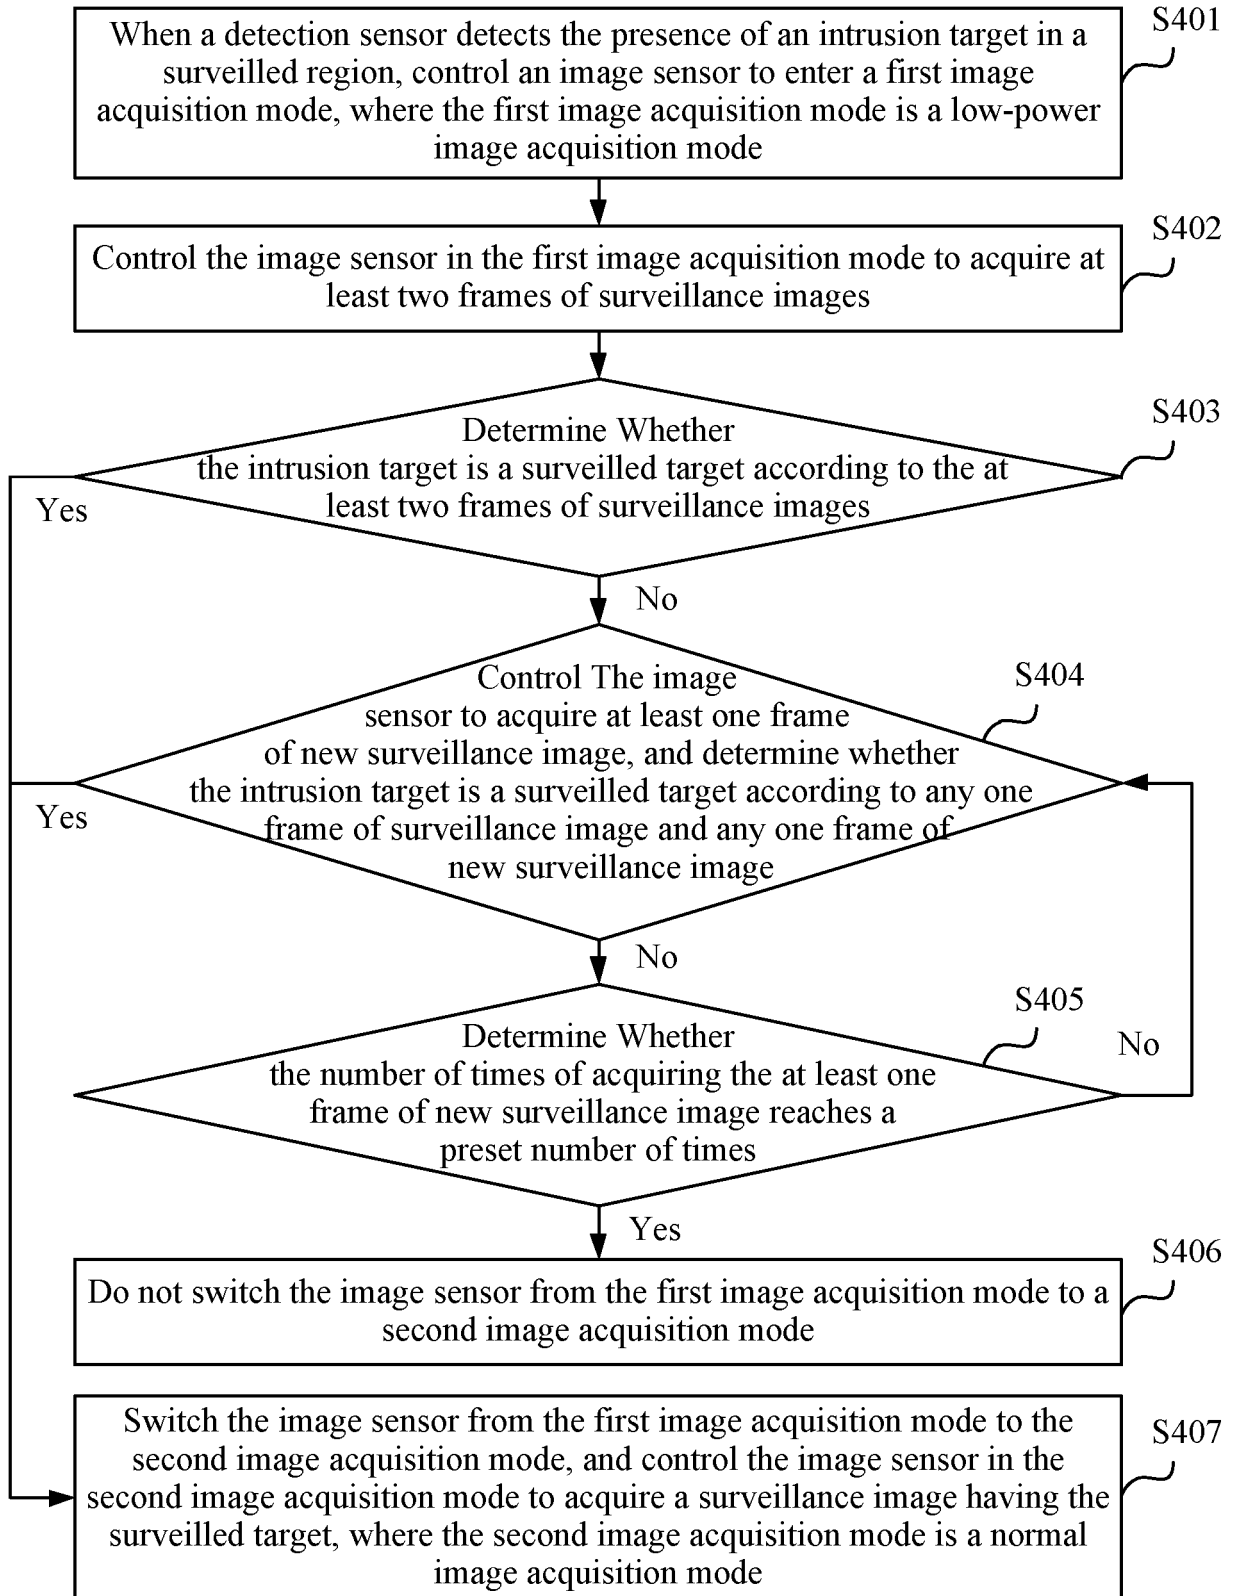 S401
When a detection sensor detects the presence of an intrusion target in a
surveilled region, control an image sensor to enter a first image
acquisition mode, where the first image acquisition mode is a low-power
image acquisition mode
S402
Control the image sensor in the first image acquisition mode to acquire at
least two frames of surveillance images
S403
Determine Whether
the intrusion target is a surveilled target according to the at
least two frames of surveillance images
Yes
No
S404
Control The image
sensor to acquire at least one frame
of new surveillance image, and determine whether
the intrusion target is a surveilled target according to any one
frame of surveillance image and any one frame of
new surveillance image
Yes
No
S405
Determine Whether
the number of times of acquiring the at least one
frame of new surveillance image reaches a
preset number of times
No
Yes
S406
Do not switch the image sensor from the first image acquisition mode to a
second image acquisition mode
S407
Switch the image sensor from the first image acquisition mode to the
second image acquisition mode, and control the image sensor in the
second image acquisition mode to acquire a surveillance image having the
surveilled target, where the second image acquisition mode is a normal
image acquisition mode